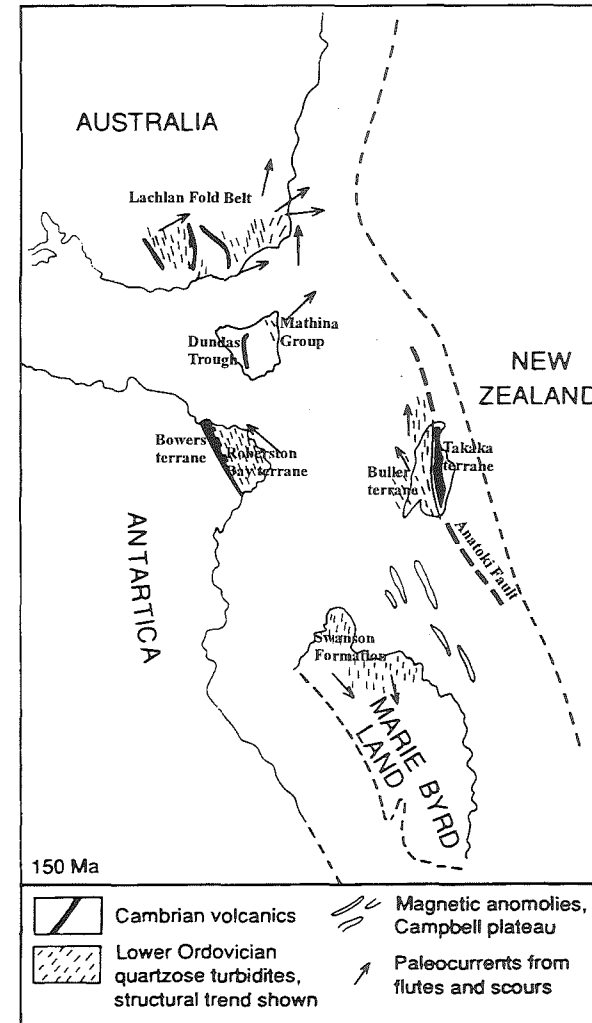 AUSTRALIA
Lachlan Fold Belt
Dundas
Trough
Mathina
Group
NEW
ZEALAND
Bowers
terrane
Roberston
Bay terrane
Buller
terrane
Takaka
terrane
Anatoki Fault
ANTARTICA
Swanson
Formation
MARIE BYRD
LAND
150 Ma
Cambrian volcanics
Lower Ordovician
quartzose turbidites,
structural trend shown
Magnetic anomolies,
Campbell plateau
Paleocurrents from
flutes and scours